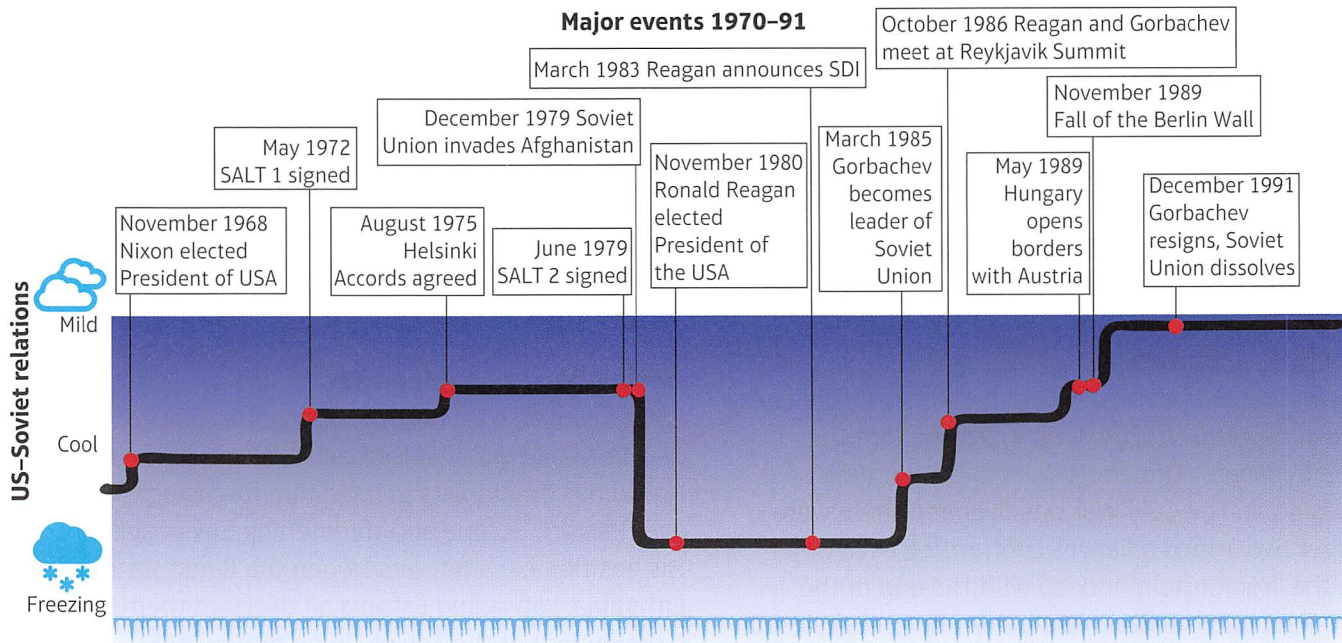 Major events 1970–91
October 1986 Reagan and Gorbachev
meet at Reykjavik Summit
March 1983 Reagan announces SDI
November 1989
Fall of the Berlin Wall
December 1979 Soviet
Union invades Afghanistan
May 1972
SALT 1 signed
November 1980
Ronald Reagan
elected
President of
the USA
March 1985
Gorbachev
becomes
leader of
Soviet
Union
May 1989
Hungary
opens
borders
with Austria
December 1991
Gorbachev
resigns, Soviet
Union dissolves
November 1968
Nixon elected
President of USA
August 1975
Helsinki
Accords agreed
June 1979
SALT 2 signed
US–Soviet relations
Mild
Cool
Freezing